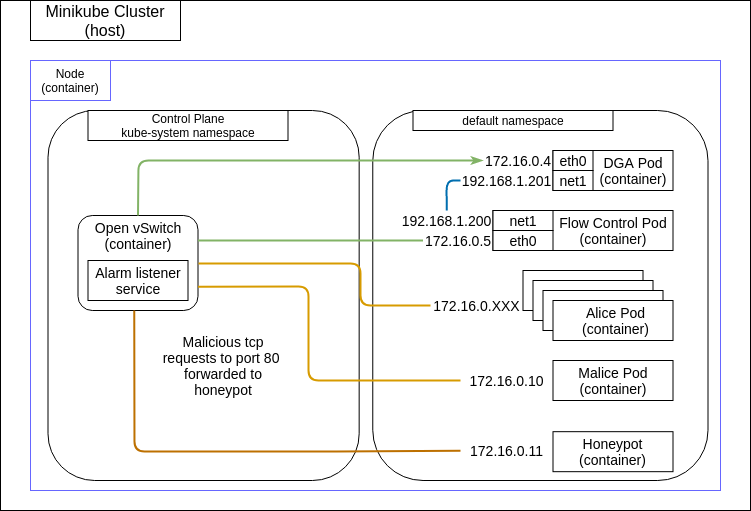 Minikube Cluster
(host)
Node
(container)
Control Plane
kube-system namespace
default namespace
172.16.0.4
eth0
DGA Pod
(container)
192.168.1.201
net1
192.168.1.200
net1
Flow Control Pod
(container)
172.16.0.5
eth0
Open vSwitch
(container)
Alarm listener
service
172.16.0.XXX
Alice Pod
(container)
Malicious tcp
requests to port 80
forwarded to
honeypot
172.16.0.10
Malice Pod
(container)
172.16.0.11
Honeypot
(container)